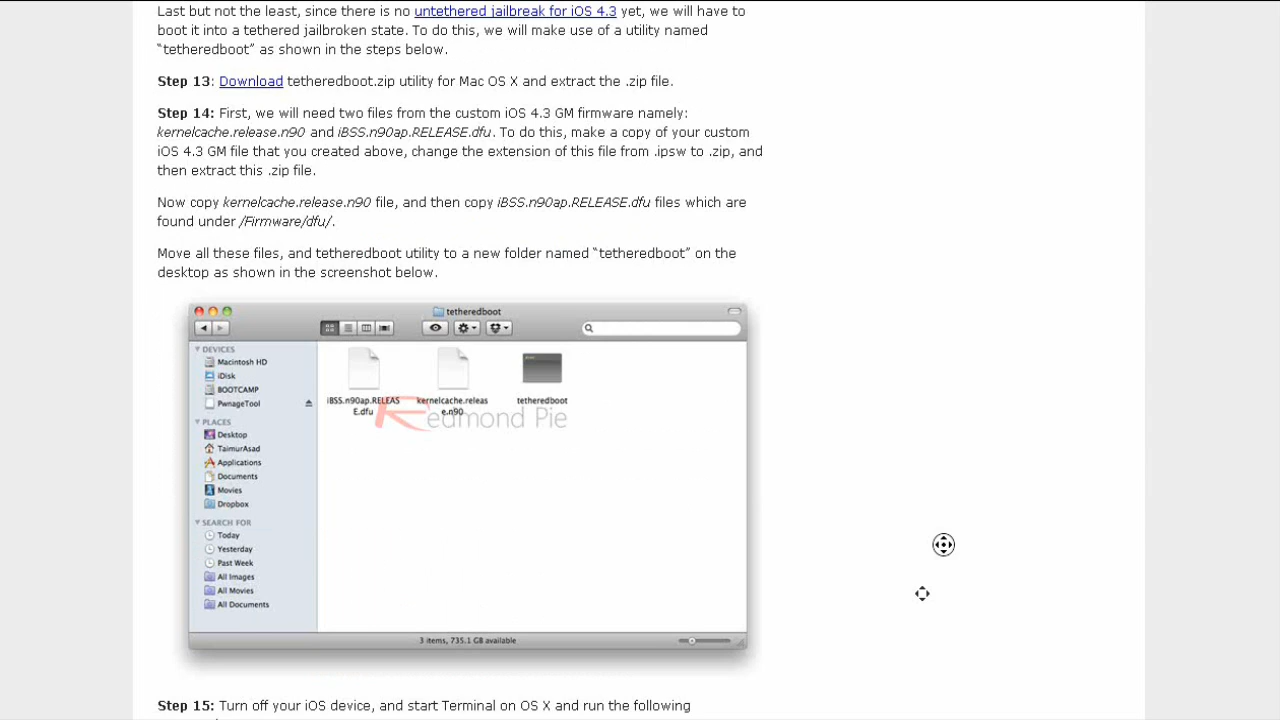 Last but not the least, since there is no untethered jailbreak for iOS 4.3 yet, we will have to
boot it into a tethered jailbroken state. To do this, we will make use of a utility named
“tetheredboot” as shown in the steps below.
Step 13: Download tetheredboot.zip utility for Mac OS X and extract the .zip file.
Step 14: First, we will need two files from the custom iOS 4.3 GM firmware namely:
kernelcache.release.n90 and iBSS.n90ap.RELEASE.dfu. To do this, make a copy of your custom
iOS 4.3 GM file that you created above, change the extension of this file from .ipsw to .zip, and
then extract this .zip file.
Now copy kernelcache.release.n90 file, and then copy iBSS.n90ap.RELEASE.dfu files which are
found under /Firmware/dfu/.
Move all these files, and tetheredboot utility to a new folder named “tetheredboot” on the
desktop as shown in the screenshot below.
tetheredboot
DEVICES
Macintosh HD
iDisk
BOOTCAMP
PwnageTool
PLACES
Desktop
TaimurAsad
Applications
Documents
Movies
Dropbox
SEARCH FOR
Today
Yesterday
Past Week
All Images
All Movies
All Documents
iBSS.n90ap.RELEAS
E.dfu
kernelcache.releas
e.n90
tetheredboot
Redmond Pie
3 items, 735.1 GB available
Step 15: Turn off your iOS device, and start Terminal on OS X and run the following